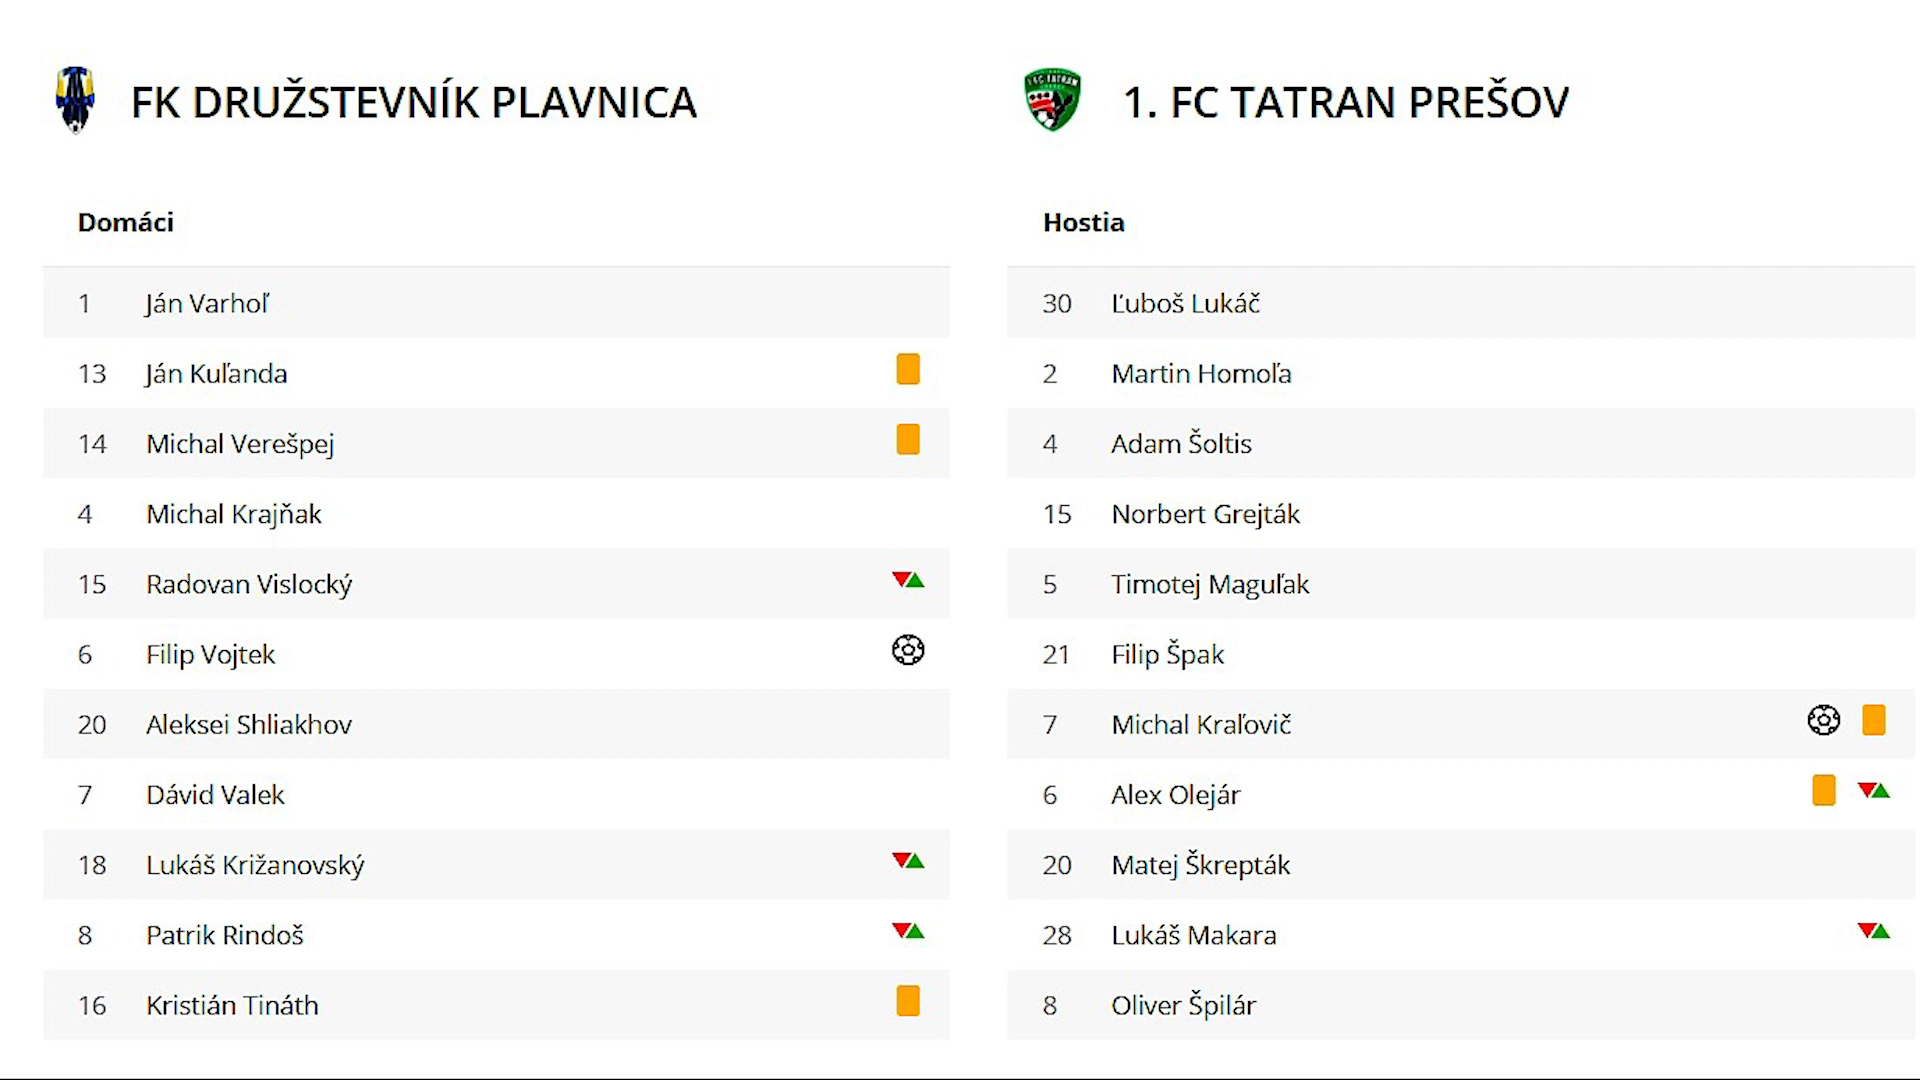 FK DRUŽSTEVNÍK PLAVNICA
Domáci
1 Ján Varhoľ
13 Ján Kuľanda
14 Michal Verešpej
4 Michal Krajňak
15 Radovan Vislocký
6 Filip Vojtek
20 Aleksei Shliakhov
7 Dávid Valek
18 Lukáš Križanovský
8 Patrik Rindoš
16 Kristián Tináth
1. FC TATRAN PREŠOV
Hostia
30 Ľuboš Lukáč
2 Martin Homoľa
4 Adam Šoltis
15 Norbert Grejták
5 Timotej Maguľak
21 Filip Špak
7 Michal Kraľovič
6 Alex Olejár
20 Matej Škrepták
28 Lukáš Makara
8 Oliver Špilár